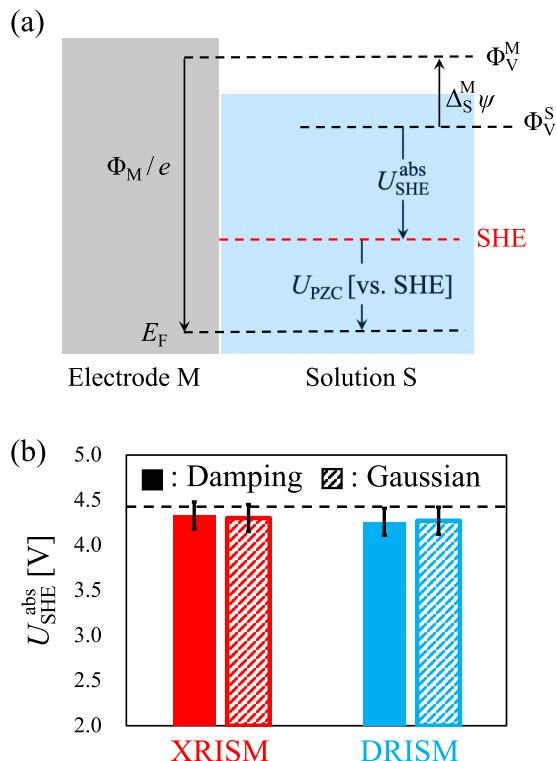 (a)
Φ_V^M
Δ_S^M ψ
Φ_V^S
Φ_M / e
U_SHE^abs
SHE
U_PZC [vs. SHE]
E_F
Electrode M
Solution S
(b)
5.0
: Damping : Gaussian
4.5
4.0
3.5
3.0
2.5
2.0
U_SHE^abs [V]
XRISM DRISM